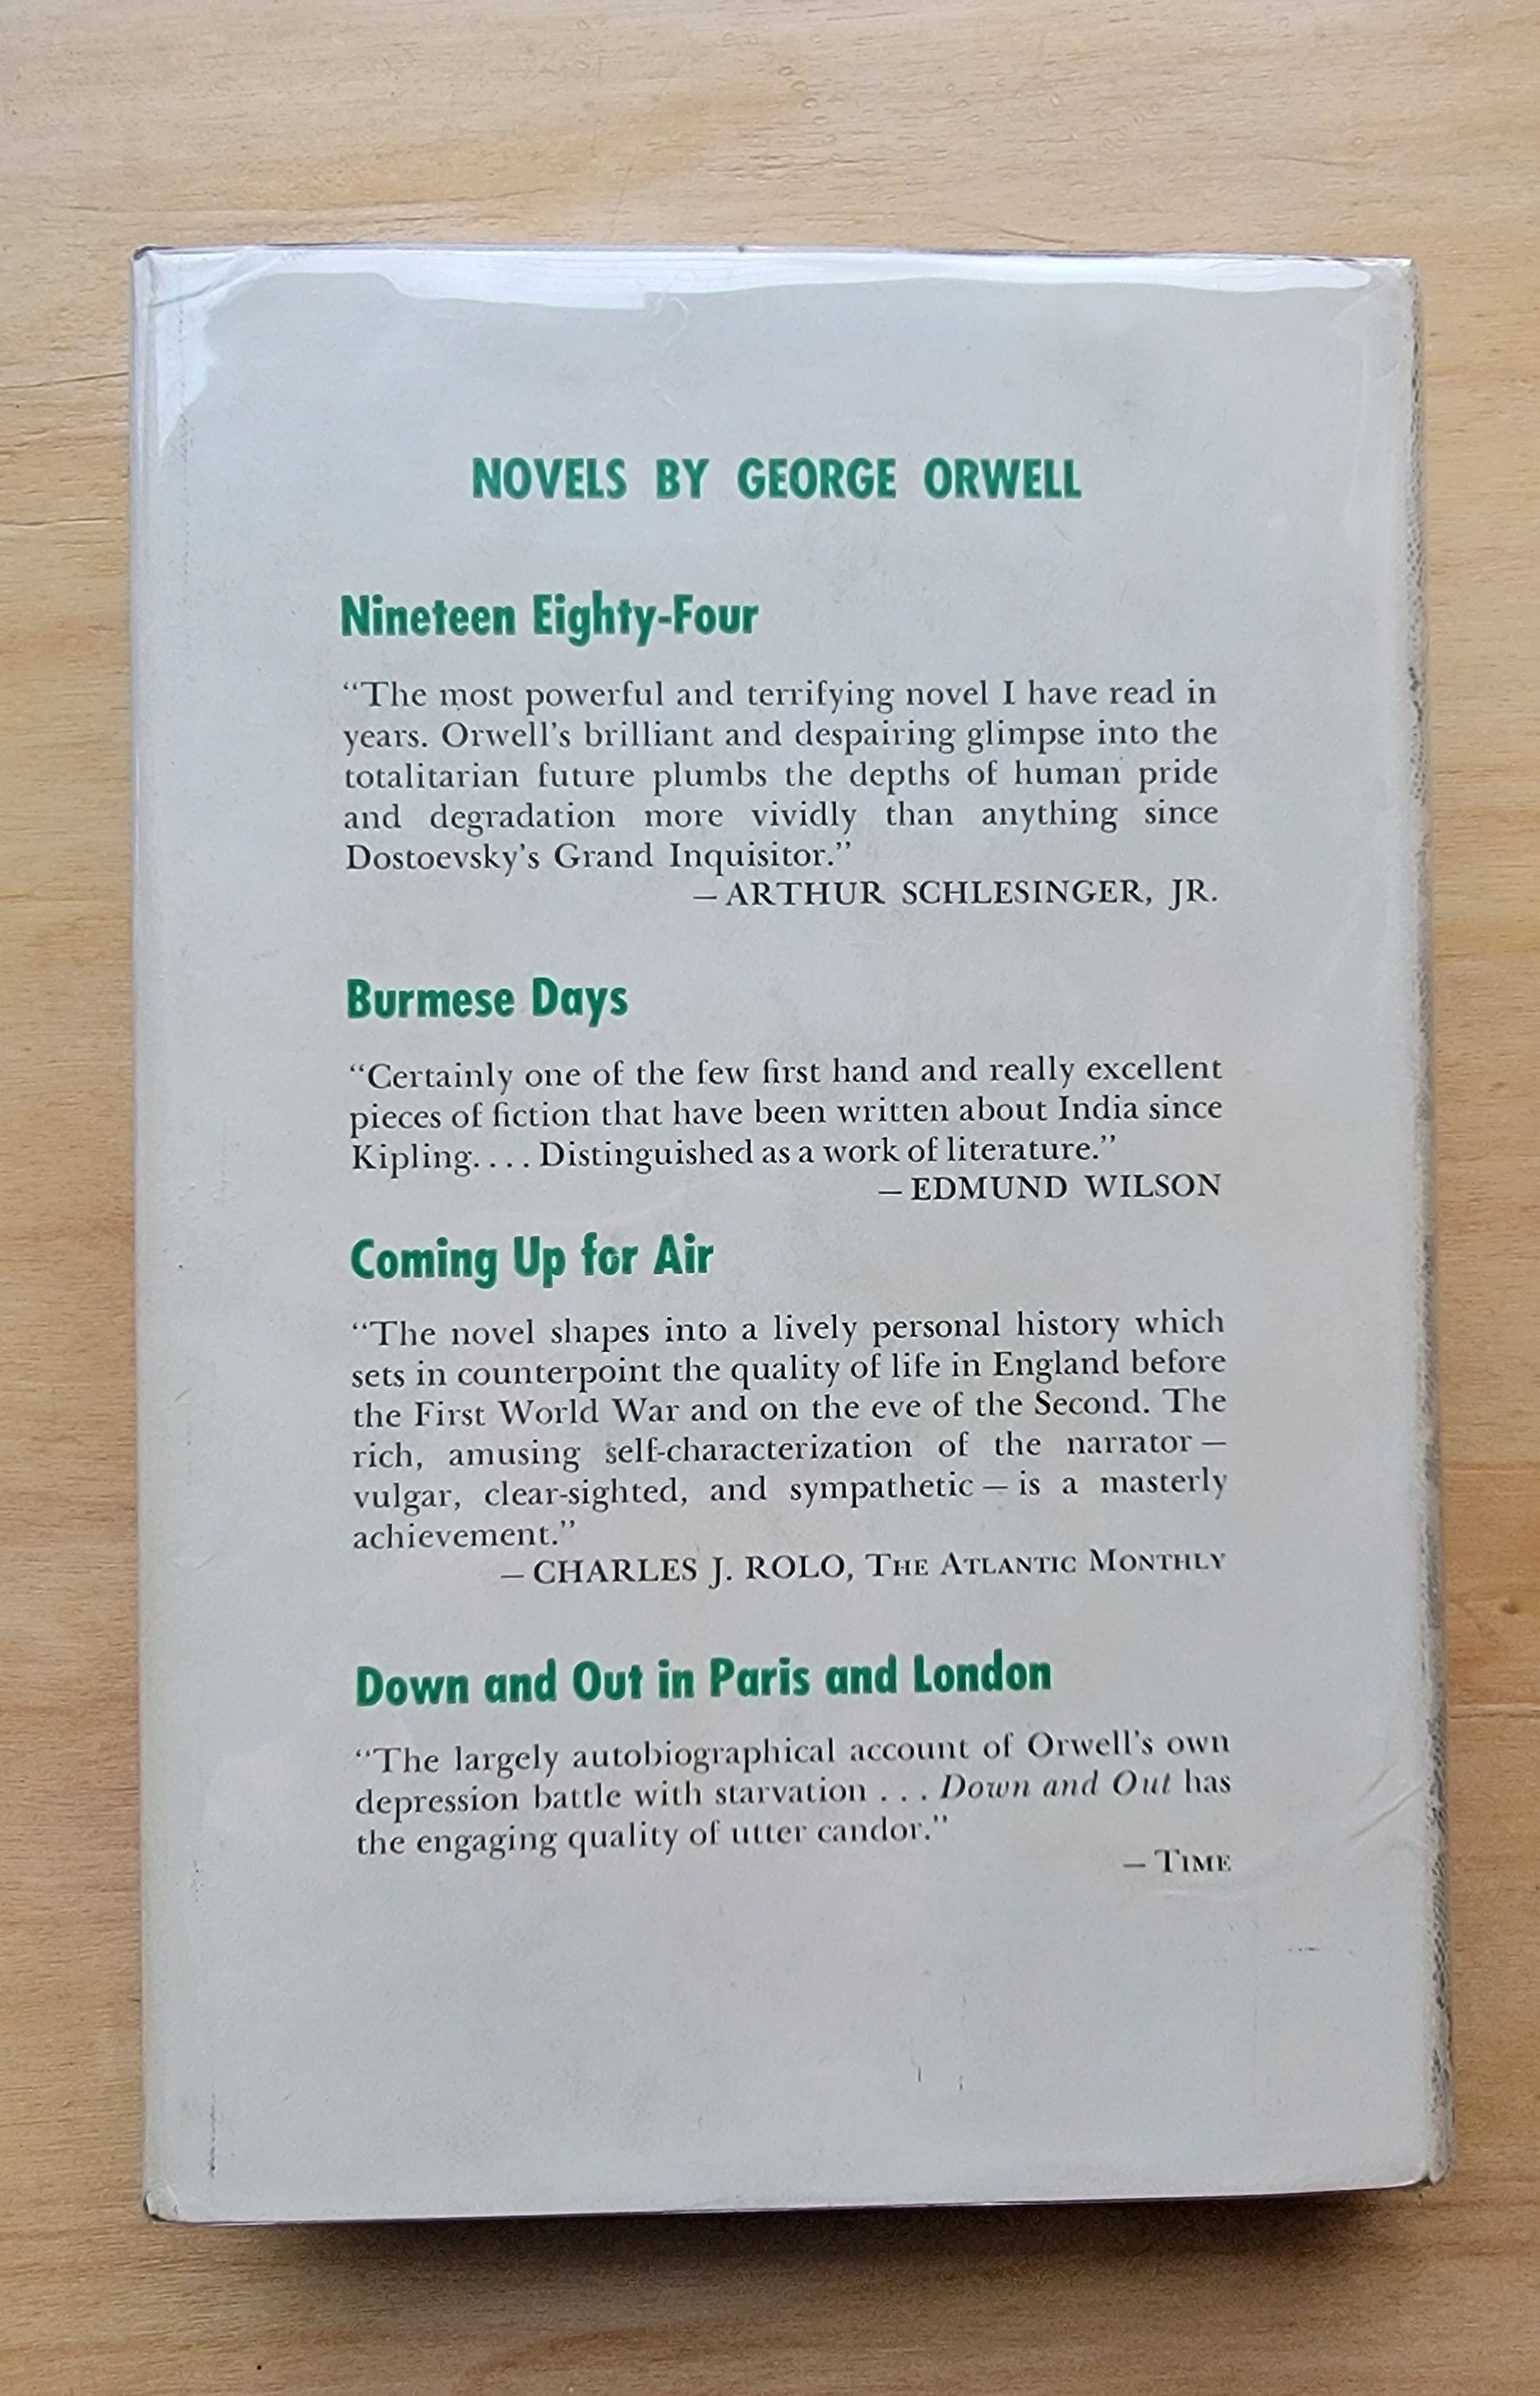 NOVELS BY GEORGE ORWELL
Nineteen Eighty-Four
“The most powerful and terrifying novel I have read in
years. Orwell’s brilliant and despairing glimpse into the
totalitarian future plumbs the depths of human pride
and degradation more vividly than anything since
Dostoevsky’s Grand Inquisitor.”
— ARTHUR SCHLESINGER, JR.
Burmese Days
“Certainly one of the few first hand and really excellent
pieces of fiction that have been written about India since
Kipling. . . . Distinguished as a work of literature.”
— EDMUND WILSON
Coming Up for Air
“The novel shapes into a lively personal history which
sets in counterpoint the quality of life in England before
the First World War and on the eve of the Second. The
rich, amusing self-characterization of the narrator —
vulgar, clear-sighted, and sympathetic — is a masterly
achievement.”
— CHARLES J. ROLO, THE ATLANTIC MONTHLY
Down and Out in Paris and London
“The largely autobiographical account of Orwell’s own
depression battle with starvation . . . Down and Out has
the engaging quality of utter candor.”
— TIME